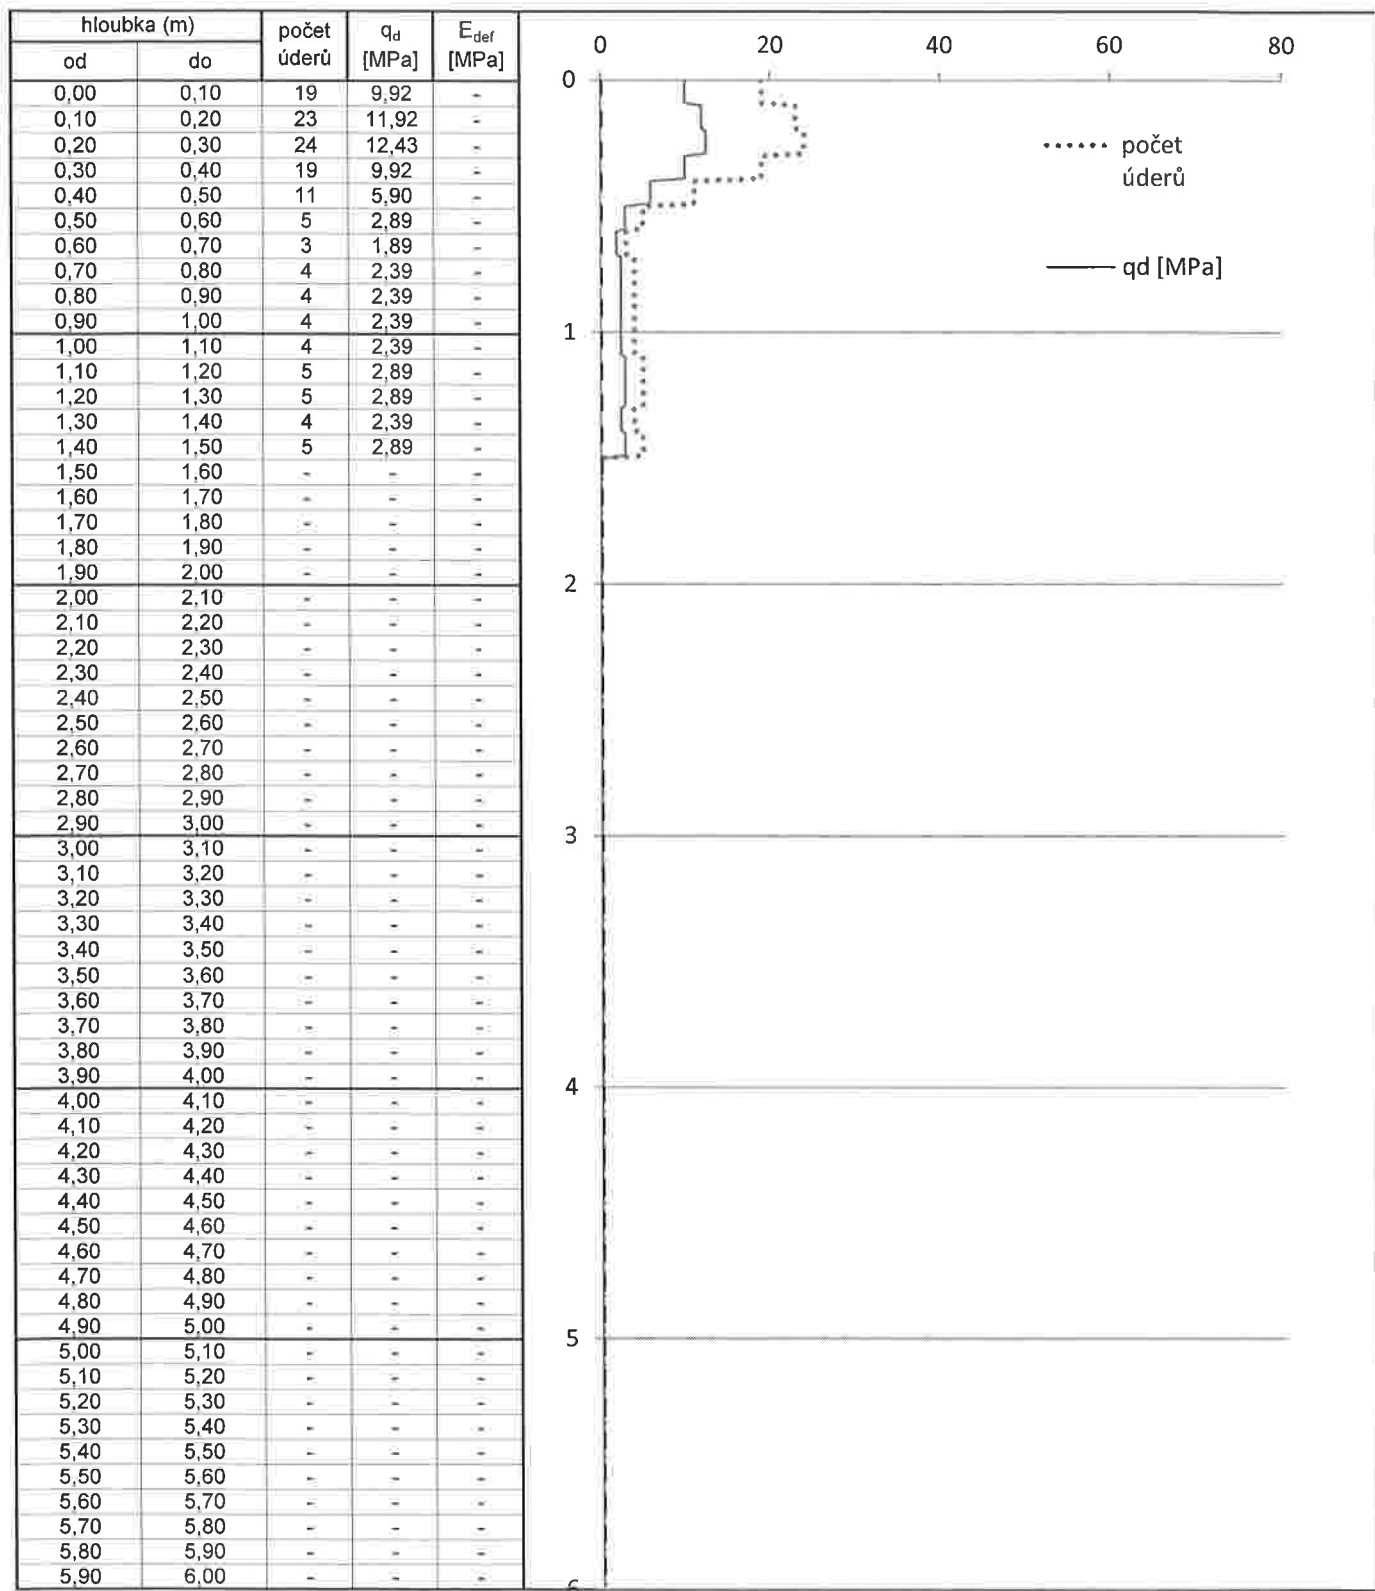 hloubka (m) počet úderů qd [MPa] Edef [MPa]
od do
0,00 0,10 19 9,92 -
0,10 0,20 23 11,92 -
0,20 0,30 24 12,43 -
0,30 0,40 19 9,92 -
0,40 0,50 11 5,90 -
0,50 0,60 5 2,89 -
0,60 0,70 3 1,89 -
0,70 0,80 4 2,39 -
0,80 0,90 4 2,39 -
0,90 1,00 4 2,39 -
1,00 1,10 4 2,39 -
1,10 1,20 5 2,89 -
1,20 1,30 5 2,89 -
1,30 1,40 4 2,39 -
1,40 1,50 5 2,89 -
1,50 1,60 - - -
1,60 1,70 - - -
1,70 1,80 - - -
1,80 1,90 - - -
1,90 2,00 - - -
2,00 2,10 - - -
2,10 2,20 - - -
2,20 2,30 - - -
2,30 2,40 - - -
2,40 2,50 - - -
2,50 2,60 - - -
2,60 2,70 - - -
2,70 2,80 - - -
2,80 2,90 - - -
2,90 3,00 - - -
3,00 3,10 - - -
3,10 3,20 - - -
3,20 3,30 - - -
3,30 3,40 - - -
3,40 3,50 - - -
3,50 3,60 - - -
3,60 3,70 - - -
3,70 3,80 - - -
3,80 3,90 - - -
3,90 4,00 - - -
4,00 4,10 - - -
4,10 4,20 - - -
4,20 4,30 - - -
4,30 4,40 - - -
4,40 4,50 - - -
4,50 4,60 - - -
4,60 4,70 - - -
4,70 4,80 - - -
4,80 4,90 - - -
4,90 5,00 - - -
5,00 5,10 - - -
5,10 5,20 - - -
5,20 5,30 - - -
5,30 5,40 - - -
5,40 5,50 - - -
5,50 5,60 - - -
5,60 5,70 - - -
5,70 5,80 - - -
5,80 5,90 - - -
5,90 6,00 - - -
0 20 40 60 80
0
počet
úderů
qd [MPa]
1
2
3
4
5
6